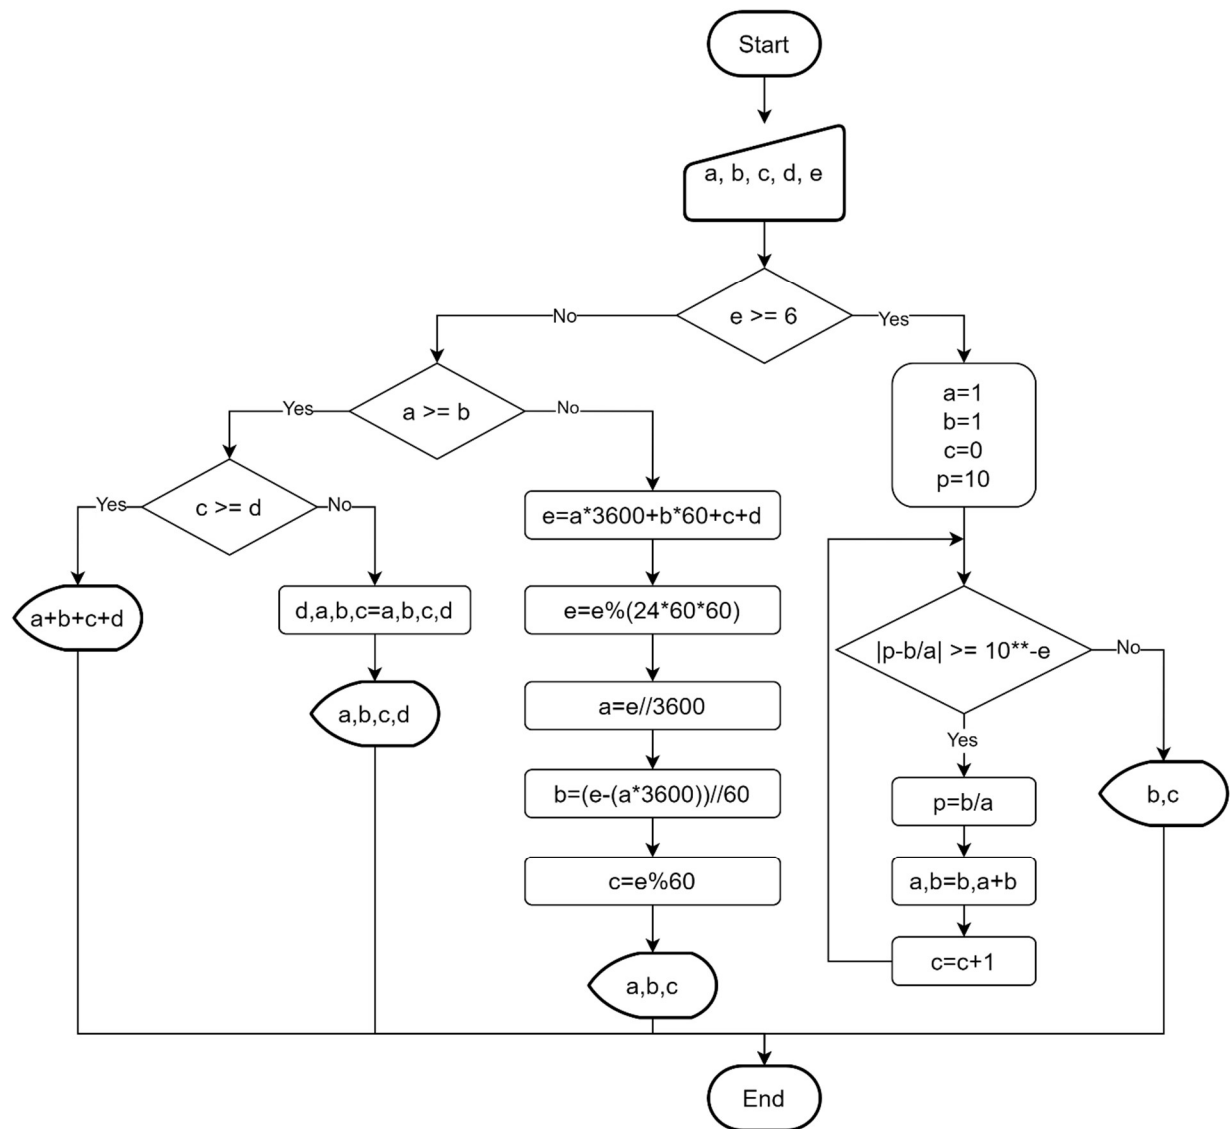 Start
a, b, c, d, e
e >= 6
No
Yes
a >= b
Yes
No
a=1
b=1
c=0
p=10
c >= d
Yes
No
e=a*3600+b*60+c+d
a+b+c+d
d,a,b,c=a,b,c,d
e=e%(24*60*60)
|p-b/a| >= 10**-e
No
Yes
a,b,c,d
a=e//3600
b=(e-(a*3600))//60
p=b/a
b,c
c=e%60
a,b=b,a+b
c=c+1
a,b,c
End